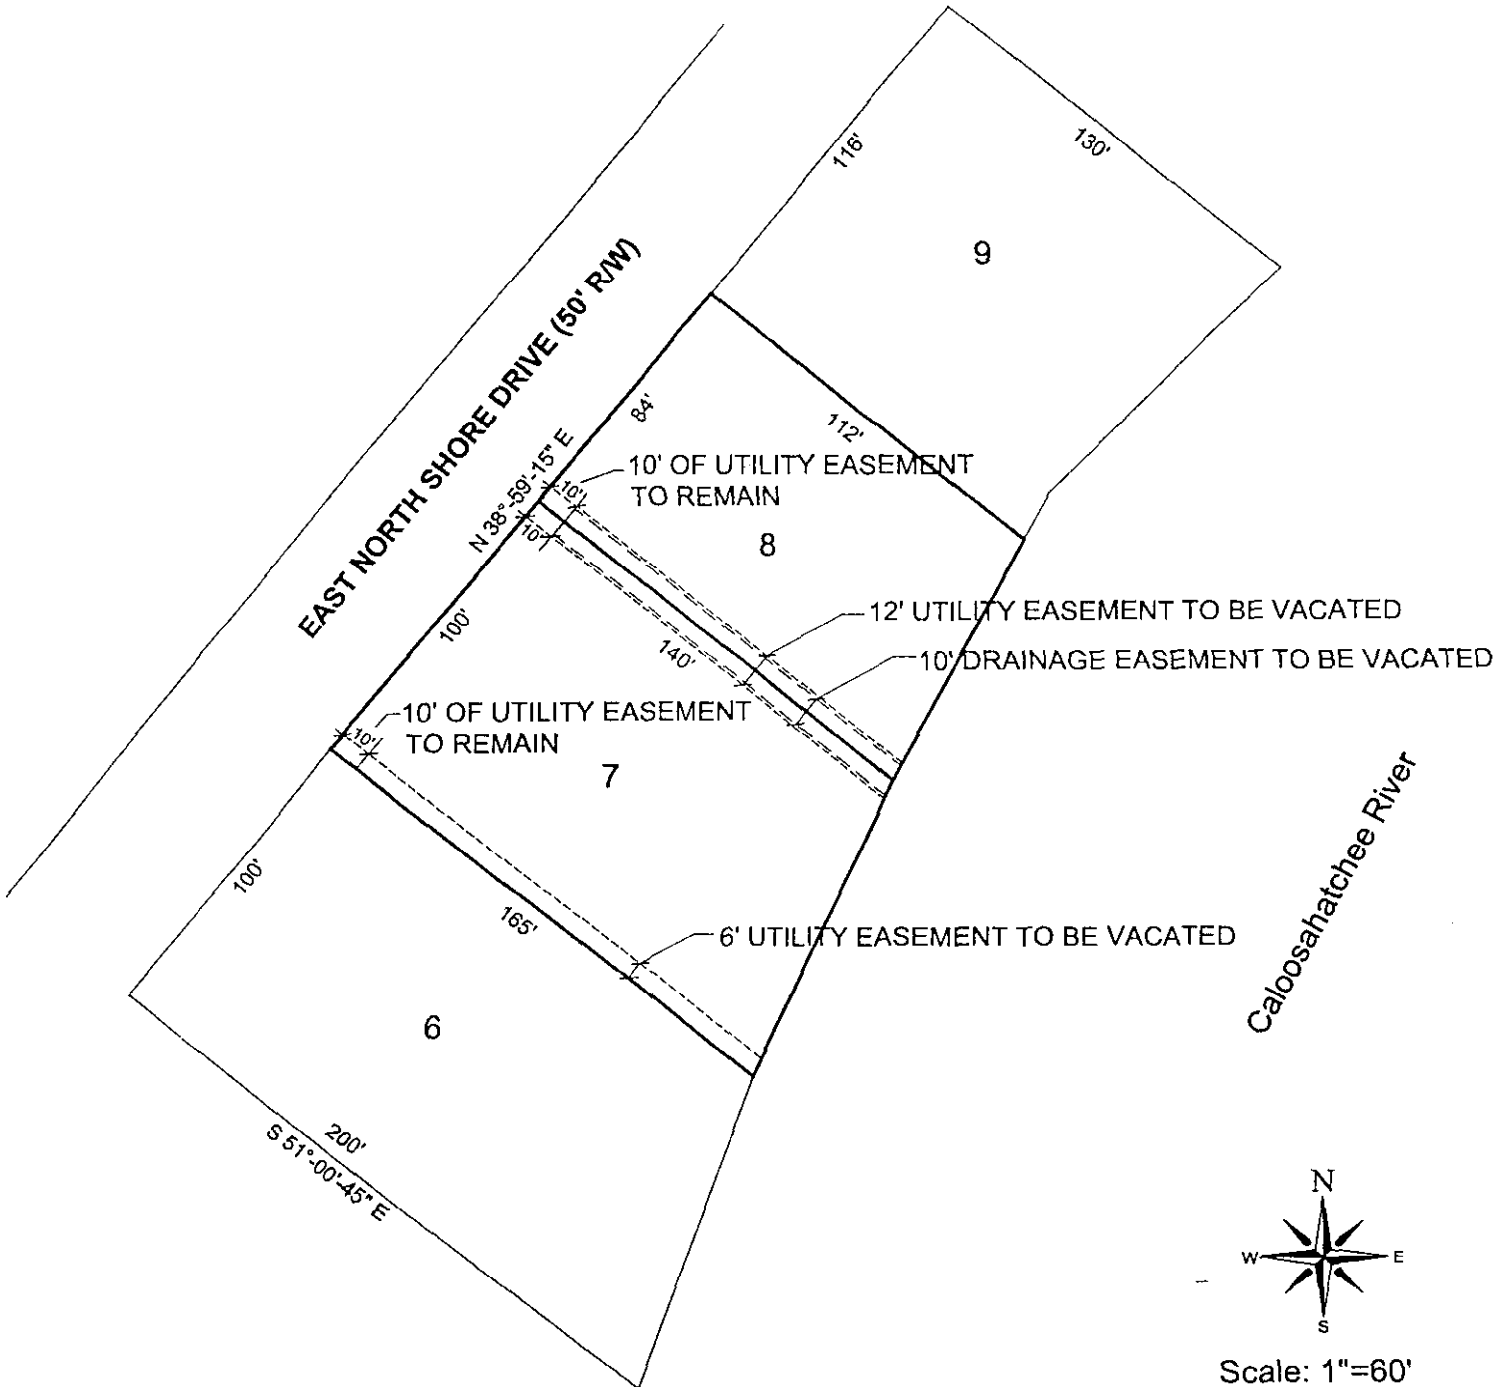 116'
130'
9
EAST NORTH SHORE DRIVE (50' R/W)
84'
112'
N 38°-59'-15" E
10' OF UTILITY EASEMENT
TO REMAIN
10'
10'
8
100'
12' UTILITY EASEMENT TO BE VACATED
140'
10' DRAINAGE EASEMENT TO BE VACATED
10' OF UTILITY EASEMENT
TO REMAIN
10'
7
Caloosahatchee River
100'
165'
6' UTILITY EASEMENT TO BE VACATED
6
200'
S 51°-00'-45" E
N
W
E
S
Scale: 1"=60'